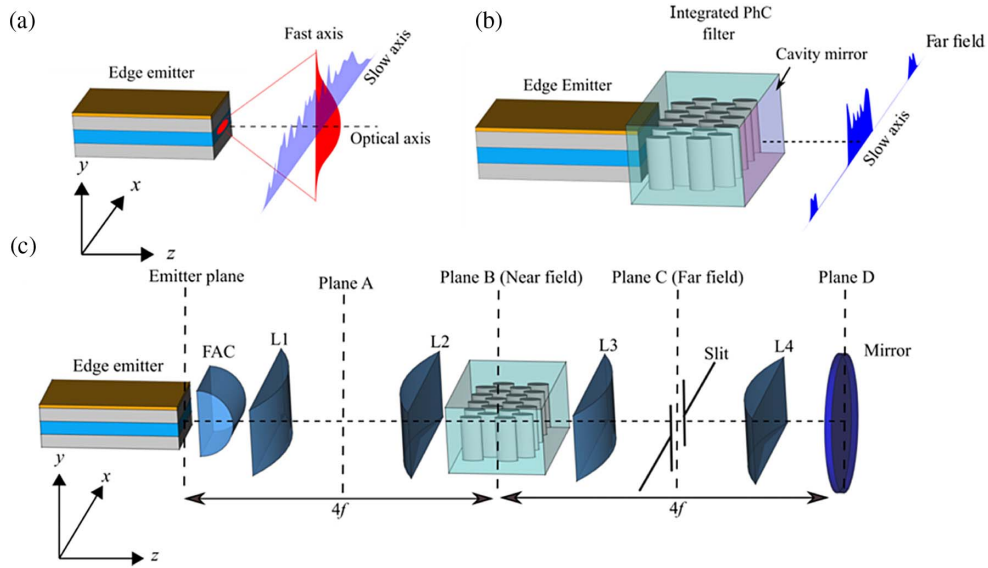 (a)
Fast axis
Slow axis
Edge emitter
Optical axis
y
x
z
(b)
Integrated PhC
filter
Cavity mirror
Far field
Edge Emitter
Slow axis
(c)
Emitter plane
Plane A
Plane B (Near field)
Plane C (Far field)
Plane D
Edge emitter
FAC
L1
L2
L3
Slit
L4
Mirror
y
x
z
4f
4f